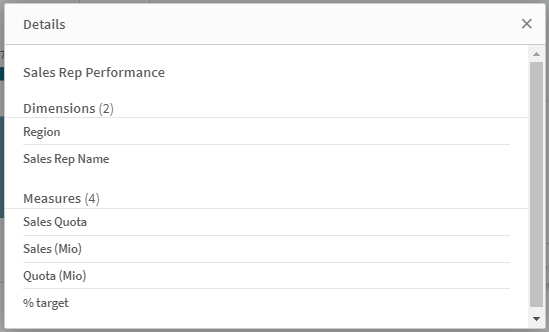 Details
Sales Rep Performance
Dimensions (2)
Region
Sales Rep Name
Measures (4)
Sales Quota
Sales (Mio)
Quota (Mio)
% target